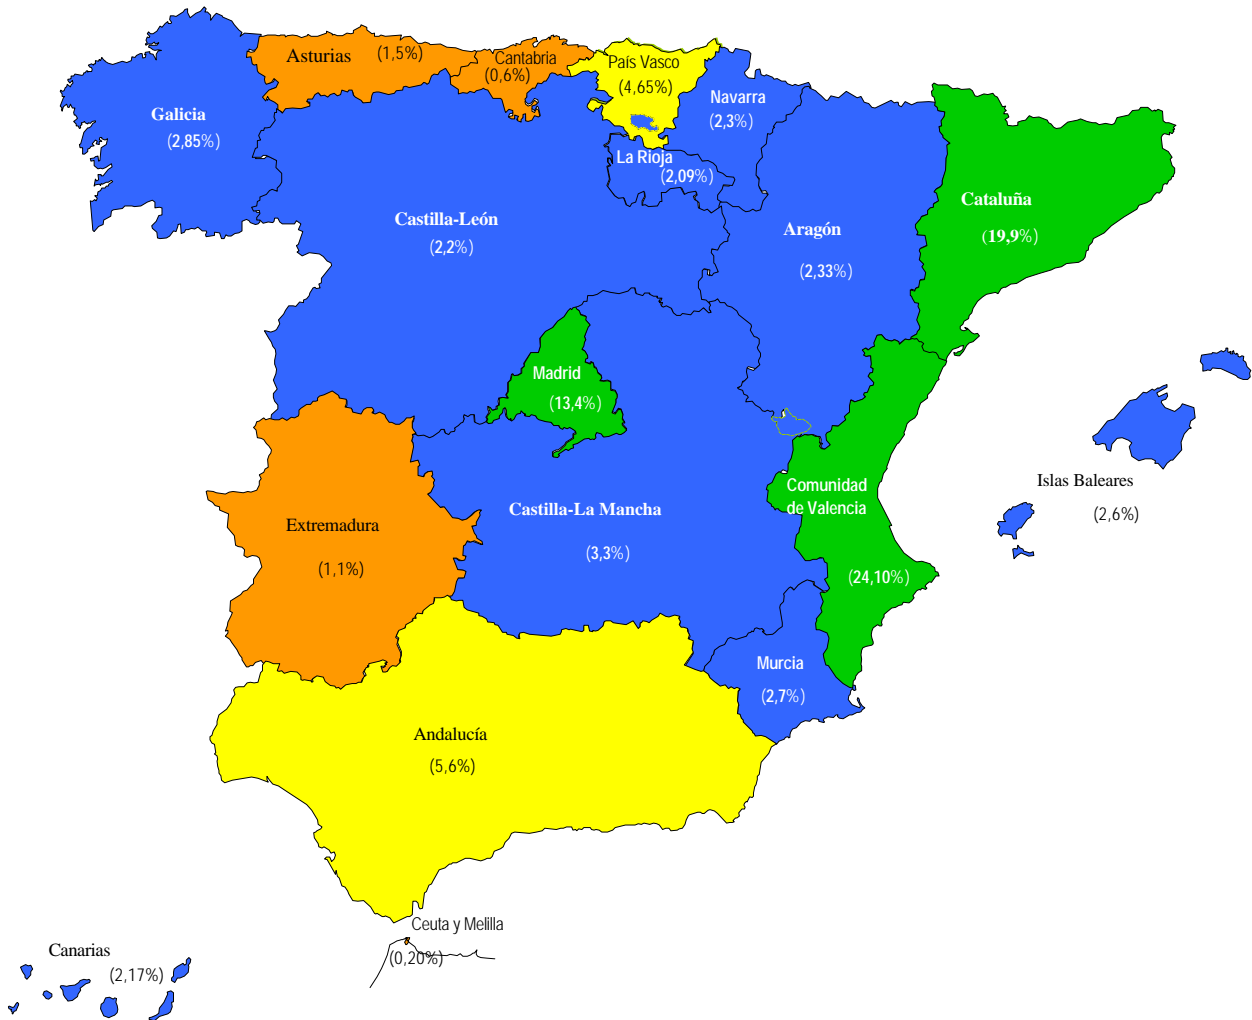 Asturias (1,5%)
Cantabria
(0,6%)
País Vasco
(4,65%)
Navarra
(2,3%)
Galicia
(2,85%)
La Rioja
(2,09%)
Castilla-León
(2,2%)
Aragón
(2,33%)
Cataluña
(19,9%)
Madrid
(13,4%)
Islas Baleares
(2,6%)
Comunidad
de Valencia
(24,10%)
Castilla-La Mancha
(3,3%)
Extremadura
(1,1%)
Murcia
(2,7%)
Andalucía
(5,6%)
Ceuta y Melilla
(0,20%)
Canarias
(2,17%)